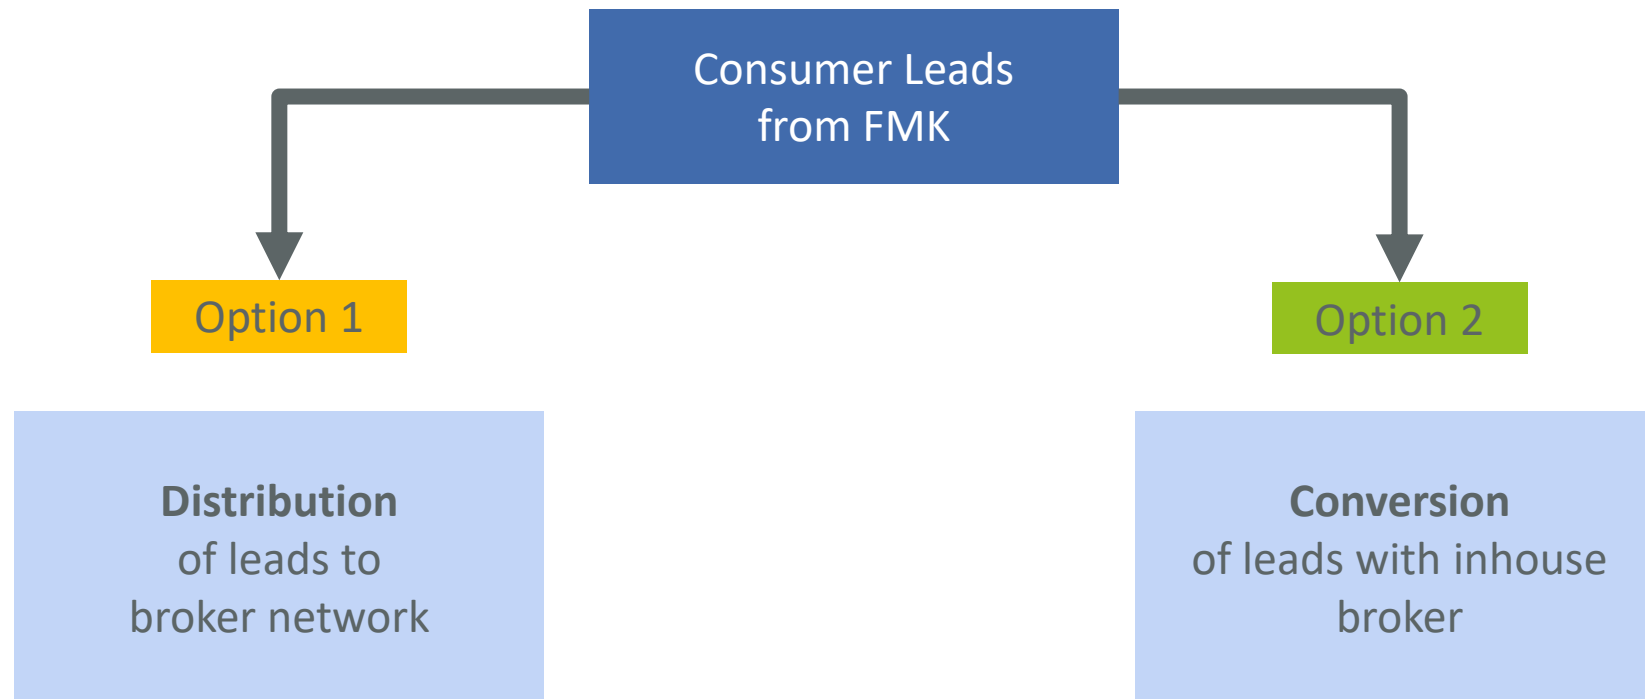 Consumer Leads
from FMK
Option 1
Option 2
Distribution
of leads to
broker network
Conversion
of leads with inhouse
broker